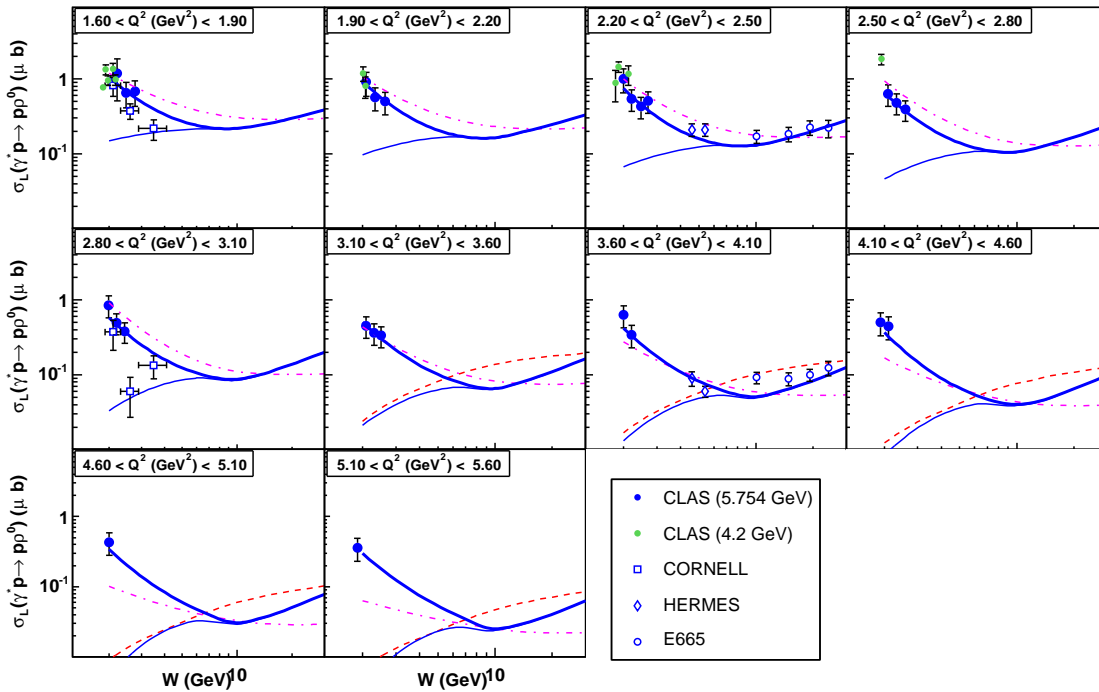 1.60 < Q² (GeV²) < 1.90
1.90 < Q² (GeV²) < 2.20
2.20 < Q² (GeV²) < 2.50
2.50 < Q² (GeV²) < 2.80
σL(γ*p→ pρ⁰) (μ b)
1
10⁻¹
2.80 < Q² (GeV²) < 3.10
3.10 < Q² (GeV²) < 3.60
3.60 < Q² (GeV²) < 4.10
4.10 < Q² (GeV²) < 4.60
σL(γ*p→ pρ⁰) (μ b)
1
10⁻¹
4.60 < Q² (GeV²) < 5.10
5.10 < Q² (GeV²) < 5.60
σL(γ*p→ pρ⁰) (μ b)
1
10⁻¹
CLAS (5.754 GeV)
CLAS (4.2 GeV)
CORNELL
HERMES
E665
W (GeV) 10
W (GeV) 10